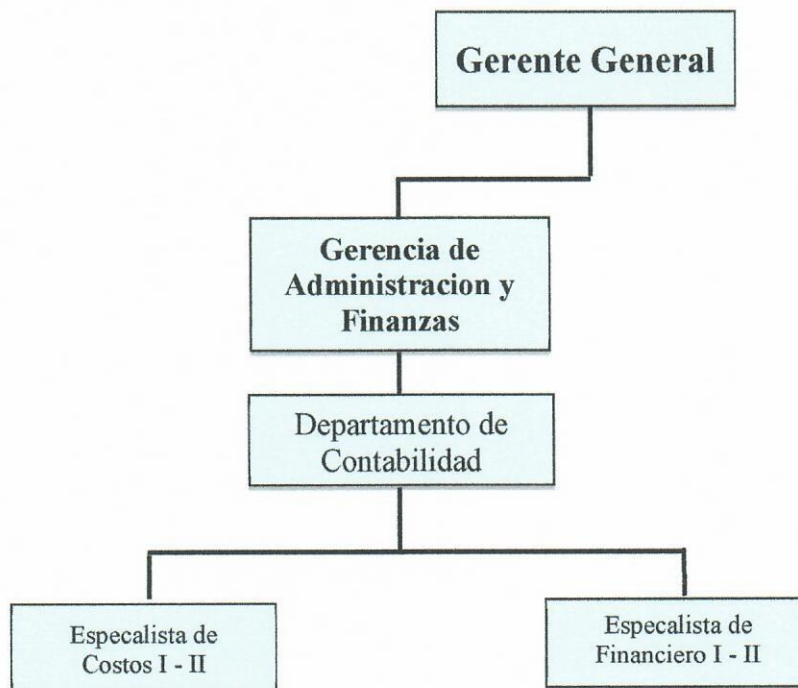 Gerente General
Gerencia de
Administracion y
Finanzas
Departamento de
Contabilidad
Especalista de
Costos I - II
Especalista de
Financiero I - II